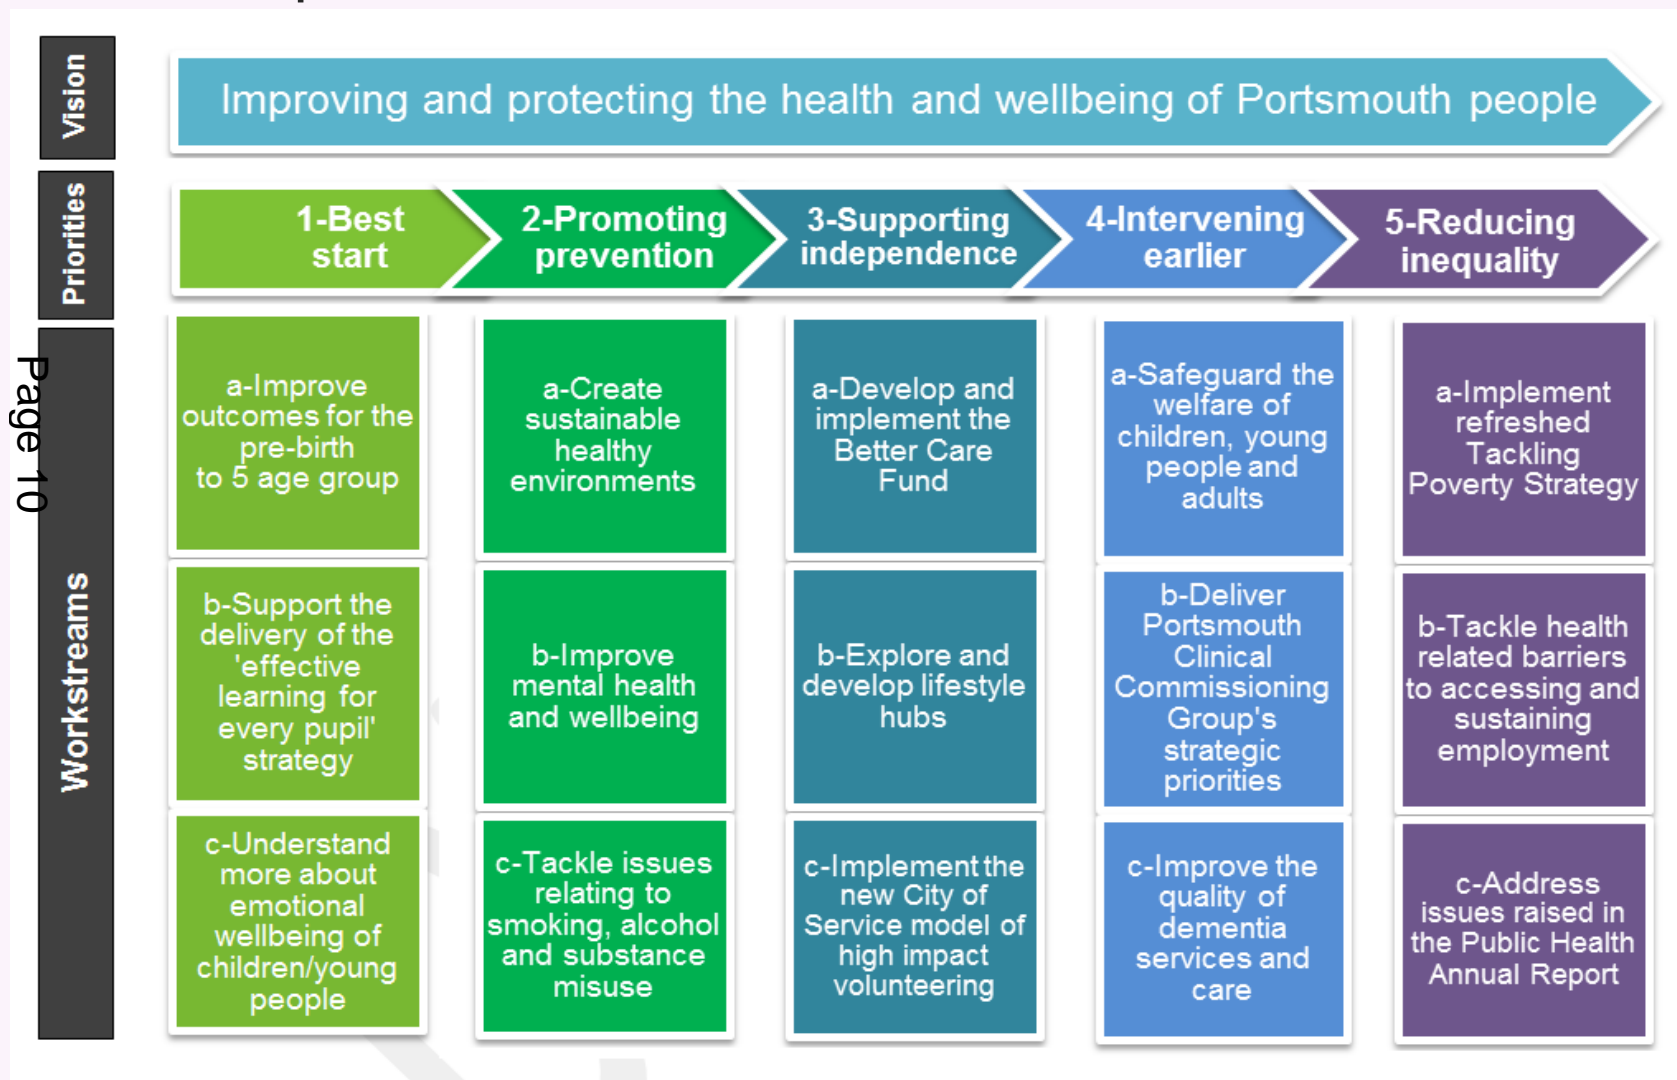 Vision
Improving and protecting the health and wellbeing of Portsmouth people
Priorities
1-Best
start
2-Promoting
prevention
3-Supporting
independence
4-Intervening
earlier
5-Reducing
inequality
Page 10
Workstreams
a-Improve
outcomes for the
pre-birth
to 5 age group
a-Create
sustainable
healthy
environments
a-Develop and
implement the
Better Care
Fund
a-Safeguard the
welfare of
children, young
people and
adults
a-Implement
refreshed
Tackling
Poverty Strategy
b-Support the
delivery of the
'effective
learning for
every pupil'
strategy
b-Improve
mental health
and wellbeing
b-Explore and
develop lifestyle
hubs
b-Deliver
Portsmouth
Clinical
Commissioning
Group's
strategic
priorities
b-Tackle health
related barriers
to accessing and
sustaining
employment
c-Understand
more about
emotional
wellbeing of
children/young
people
c-Tackle issues
relating to
smoking, alcohol
and substance
misuse
c-Implement the
new City of
Service model of
high impact
volunteering
c-Improve the
quality of
dementia
services and
care
c-Address
issues raised in
the Public Health
Annual Report